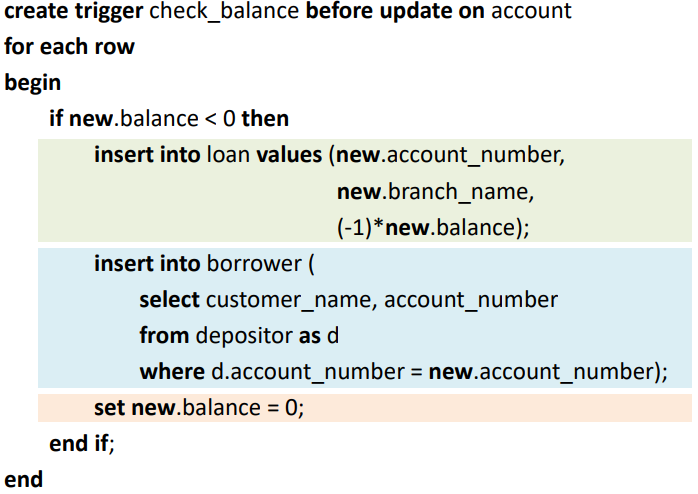 create trigger check_balance before update on account
for each row
begin
if new.balance < 0 then
insert into loan values (new.account_number,
new.branch_name,
(-1)*new.balance);
insert into borrower (
select customer_name, account_number
from depositor as d
where d.account_number = new.account_number);
set new.balance = 0;
end if;
end